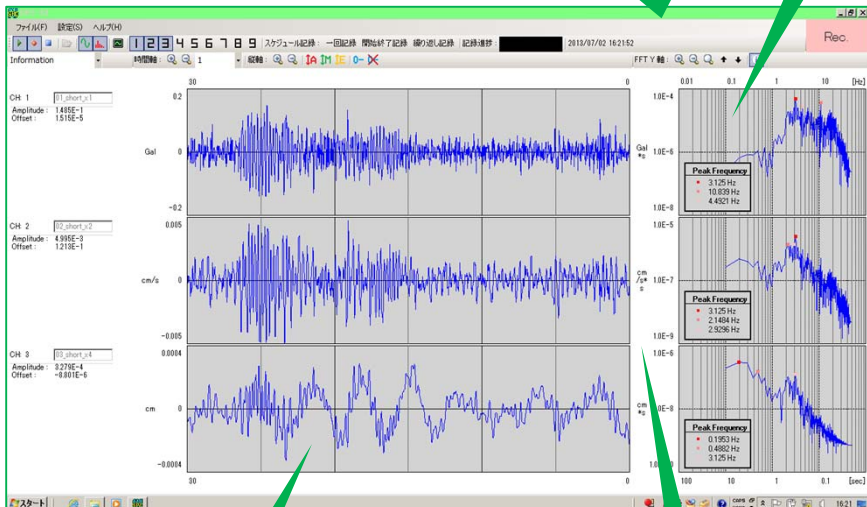 ファイル(F) 設定(S) ヘルプ(H)
1 2 3 4 5 6 7 8 9 スケジュール記録： 一回記録 開始終了記録 繰り返し記録 記録進捗： 2013/07/02 16:21:52
Rec.
Information 時間軸： 1 縦軸： IA IM IE 0- FFT Y軸：
30 0 0.01 0.1 1 10 [Hz]
CH: 1 01_short_x1
Amplitude : 1.485E-1
Offset : 1.515E-5
0.2
Gal 0
-0.2
1.0E-4
Gal *s 1.0E-6
1.0E-8
Peak Frequency
3.125 Hz
10.839 Hz
4.4921 Hz
CH: 2 02_short_x2
Amplitude : 4.995E-3
Offset : 1.213E-1
0.005
cm/s 0
-0.005
1.0E-5
cm /s* s 1.0E-7
1.0E-9
Peak Frequency
3.125 Hz
2.1484 Hz
2.9296 Hz
CH: 3 03_short_x4
Amplitude : 3.279E-4
Offset : -8.801E-6
0.0004
cm 0
-0.0004
1.0E-6
cm *s 1.0E-8
Peak Frequency
0.1953 Hz
0.4882 Hz
3.125 Hz
30 0 100 10 1 0.1 [sec]
スタート CAPS 16:21